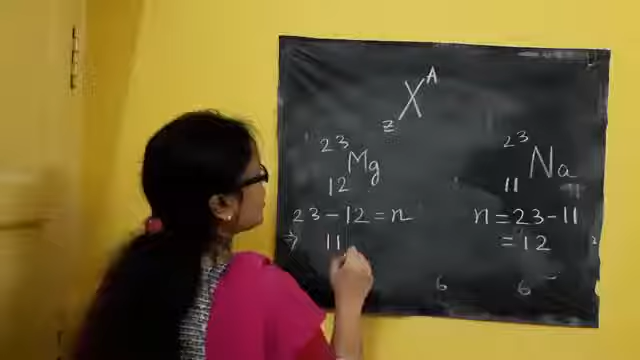 X A
Z
23 Mg 12
23 Na 11
23 - 12 = n
⇒ 11
n = 23 - 11
= 12
6
6